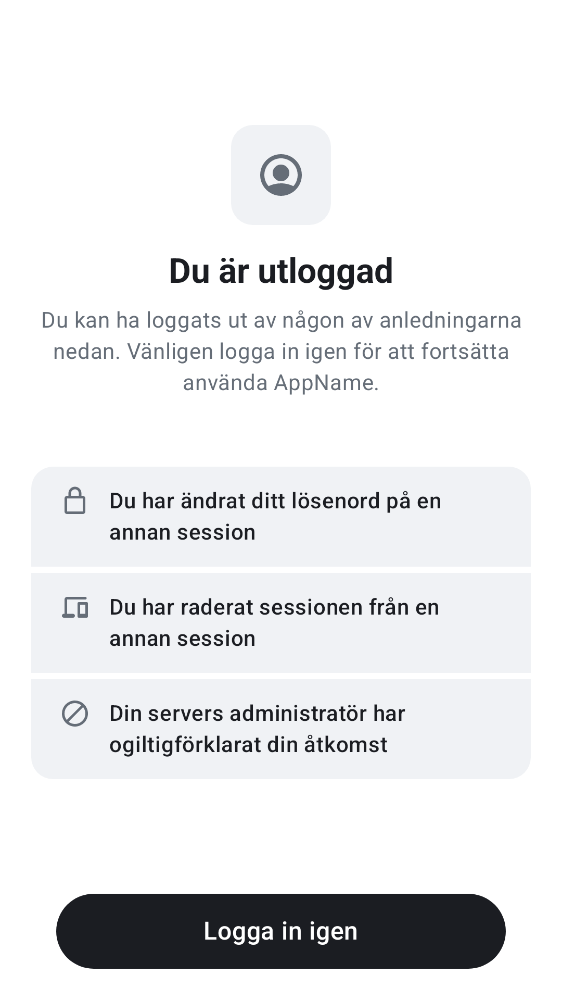 Du är utloggad
Du kan ha loggats ut av någon av anledningarna
nedan. Vänligen logga in igen för att fortsätta
använda AppName.
Du har ändrat ditt lösenord på en
annan session
Du har raderat sessionen från en
annan session
Din servers administratör har
ogiltigförklarat din åtkomst
Logga in igen